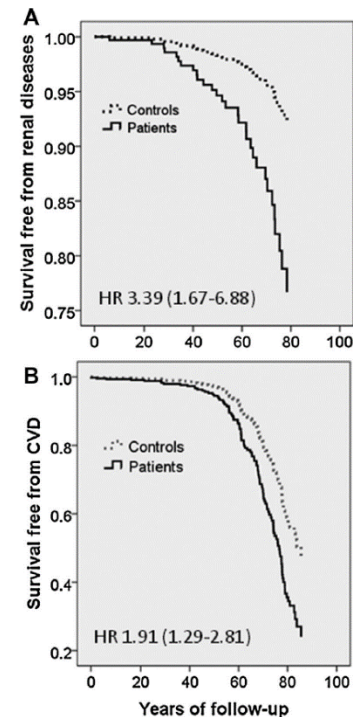 A
Survival free from renal diseases
1.00
0.95
0.90
0.85
0.80
0.75
Controls
Patients
HR 3.39 (1.67-6.88)
0 20 40 60 80 100
B
Survival free from CVD
1.0
0.8
0.6
0.4
0.2
Controls
Patients
HR 1.91 (1.29-2.81)
0 20 40 60 80 100
Years of follow-up